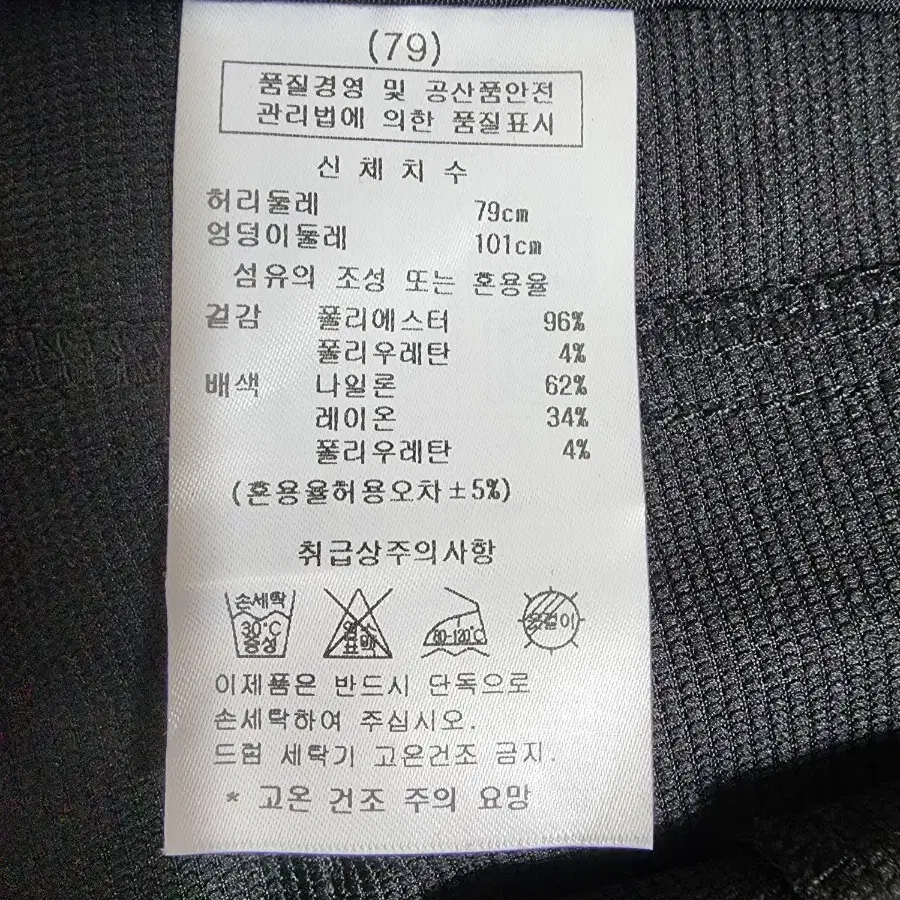 (79)
품질경영 및 공산품안전
관리법에 의한 품질표시
신 체 치 수
허리둘레 79cm
엉덩이둘레 101cm
섬유의 조성 또는 혼용율
겉감 폴리에스터 96%
폴리우레탄 4%
배색 나일론 62%
레이온 34%
폴리우레탄 4%
(혼용율허용오차±5%)
취급상주의사항
손세탁
30℃
중성
염소
표백
80-120℃
옷걸이
이제품은 반드시 단독으로
손세탁하여 주십시오.
드럼 세탁기 고온건조 금지.
* 고온 건조 주의 요망